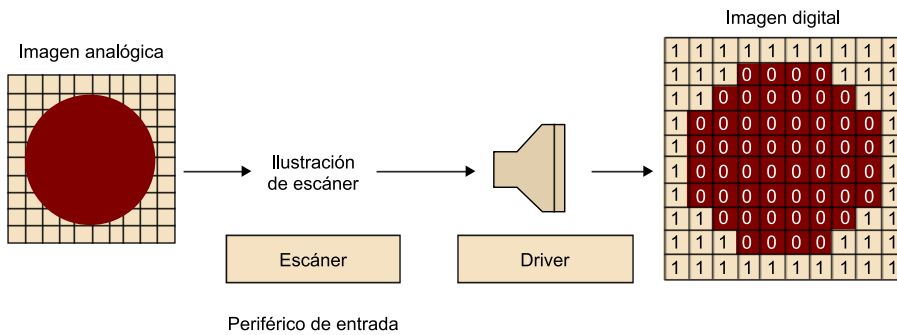 Imagen digital
Imagen analógica
1 1 1 1 1 1 1 1 1 1
1 1 1 0 0 0 0 1 1 1
1 1 0 0 0 0 0 0 1 1
1 0 0 0 0 0 0 0 0 1
1 0 0 0 0 0 0 0 0 1
1 0 0 0 0 0 0 0 0 1
1 0 0 0 0 0 0 0 0 1
1 1 0 0 0 0 0 0 1 1
1 1 1 0 0 0 0 1 1 1
1 1 1 1 1 1 1 1 1 1
Ilustración
de escáner
Escáner
Driver
Periférico de entrada